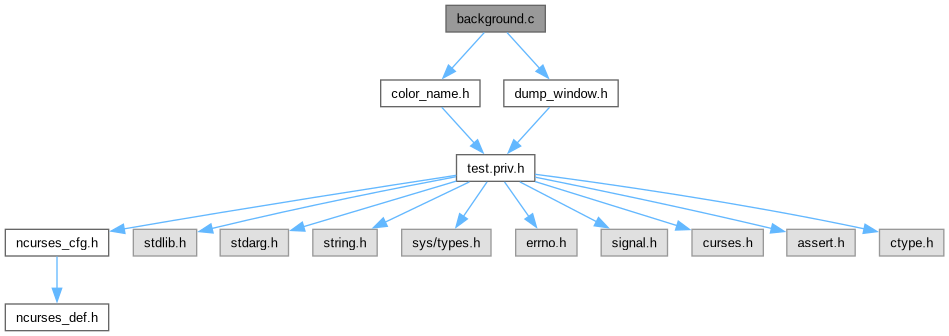 background.c
color_name.h
dump_window.h
test.priv.h
ncurses_cfg.h
stdlib.h
stdarg.h
string.h
sys/types.h
errno.h
signal.h
curses.h
assert.h
ctype.h
ncurses_def.h